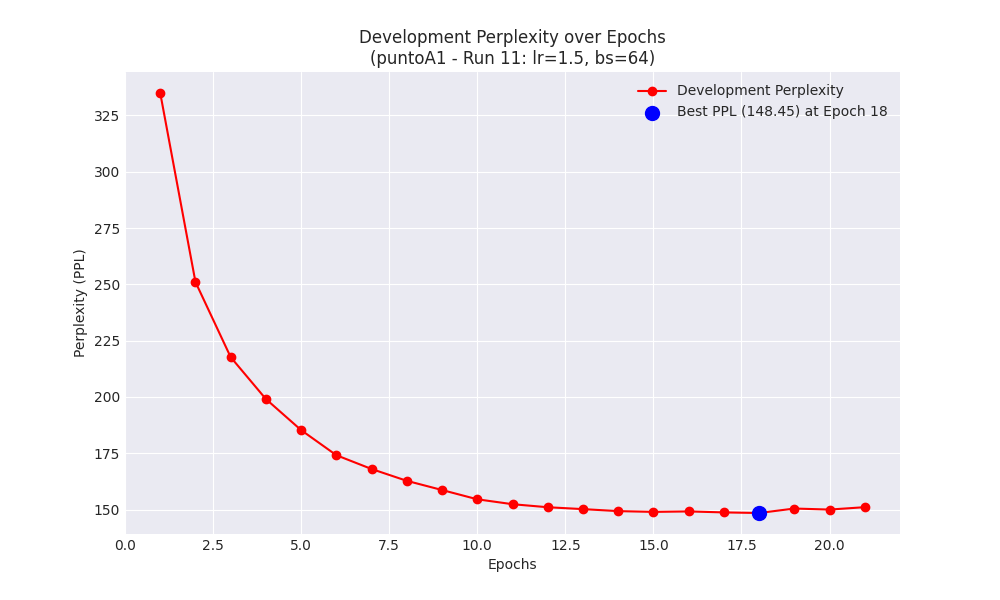 Development Perplexity over Epochs
(puntoA1 - Run 11: lr=1.5, bs=64)
Development Perplexity
Best PPL (148.45) at Epoch 18
Perplexity (PPL)
325
300
275
250
225
200
175
150
0.0 2.5 5.0 7.5 10.0 12.5 15.0 17.5 20.0
Epochs